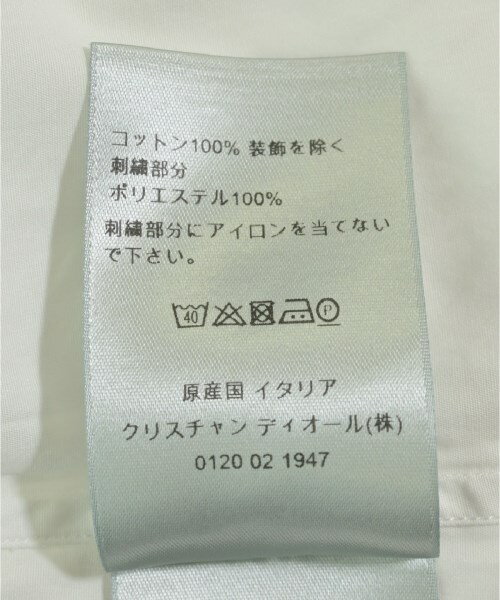 コットン100% 装飾を除く
刺繍部分
ポリエステル100%
刺繍部分にアイロンを当てない
で下さい。
40 P
原産国 イタリア
クリスチャン ディオール(株)
0120 02 1947